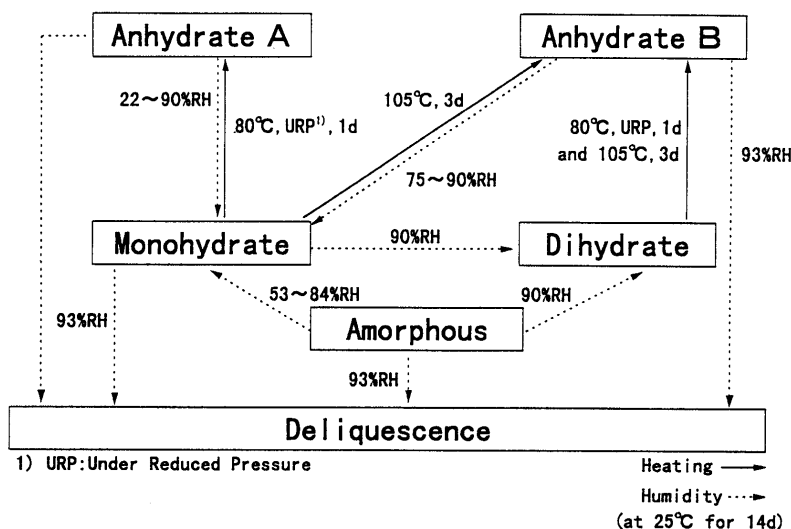 Anhydrate A
Anhydrate B
22～90%RH
80℃, URP1), 1d
105℃, 3d
75～90%RH
80℃, URP, 1d
and 105℃, 3d
93%RH
Monohydrate
90%RH
Dihydrate
53～84%RH
90%RH
93%RH
Amorphous
93%RH
Deliquescence
1) URP:Under Reduced Pressure
Heating
Humidity
(at 25℃ for 14d)